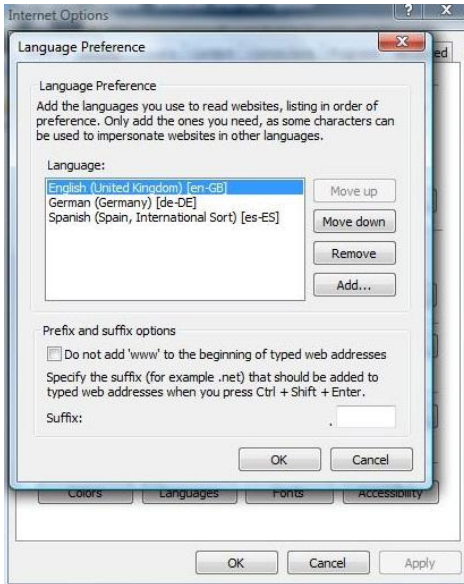 Internet Options
Language Preference
ed
Language Preference
Add the languages you use to read websites, listing in order of
preference. Only add the ones you need, as some characters can
be used to impersonate websites in other languages.
Language:
English (United Kingdom) [en-GB]
German (Germany) [de-DE]
Spanish (Spain, International Sort) [es-ES]
Move up
Move down
Remove
Add...
Prefix and suffix options
Do not add 'www' to the beginning of typed web addresses
Specify the suffix (for example .net) that should be added to
typed web addresses when you press Ctrl + Shift + Enter.
Suffix: .
OK Cancel
Colors Languages Fonts Accessibility
OK Cancel Apply